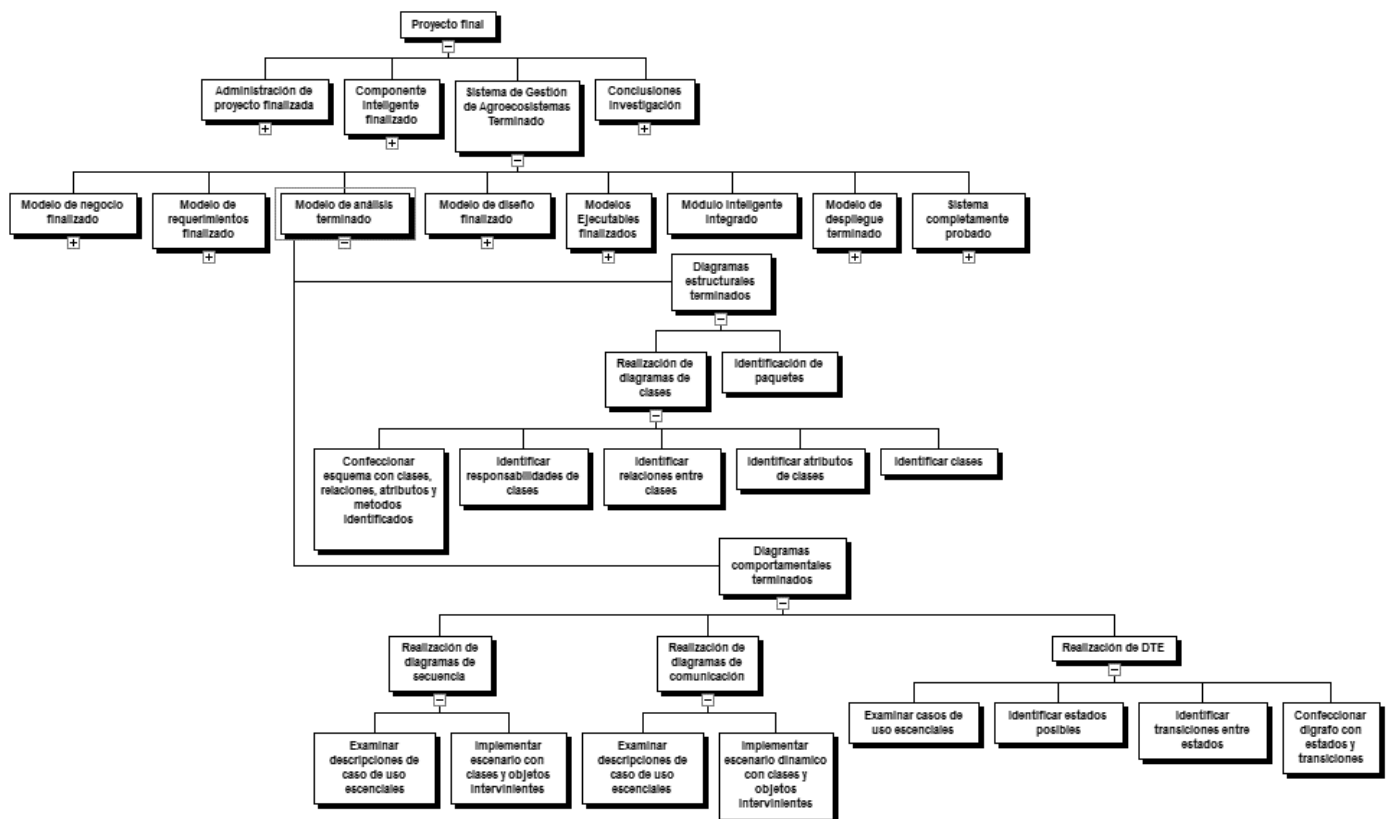 Proyecto final
Administración de
proyecto finalizada
Componente
Inteligente
finalizado
Sistema de Gestión
de Agroecosistemas
Terminado
Conclusiones
Investigación
Modelo de negocio
finalizado
Modelo de
requerimientos
finalizado
Modelo de análisis
terminado
Modelo de diseño
finalizado
Modelos
Ejecutables
finalizados
Módulo Inteligente
Integrado
Modelo de
despliegue
terminado
Sistema
completamente
probado
Diagramas
estructurales
terminados
Realización de
diagramas de
clases
Identificación de
paquetes
Confeccionar
esquema con clases,
relaciones, atributos y
metodos
identificados
Identificar
responsabilidades de
clases
Identificar
relaciones entre
clases
Identificar atributos
de clases
Identificar clases
Diagramas
comportamentales
terminados
Realización de
diagramas de
secuencia
Realización de
diagramas de
comunicación
Realización de DTE
Examinar
descripciones de
caso de uso
escenciales
Implementar
escenario con
clases y objetos
intervinientes
Examinar
descripciones de
caso de uso
escenciales
Implementar
escenario dinamico
con clases y
objetos
intervinientes
Examinar casos de
uso escenciales
Identificar estados
posibles
Identificar
transiciones entre
estados
Confeccionar
digrafo con
estados y
transiciones